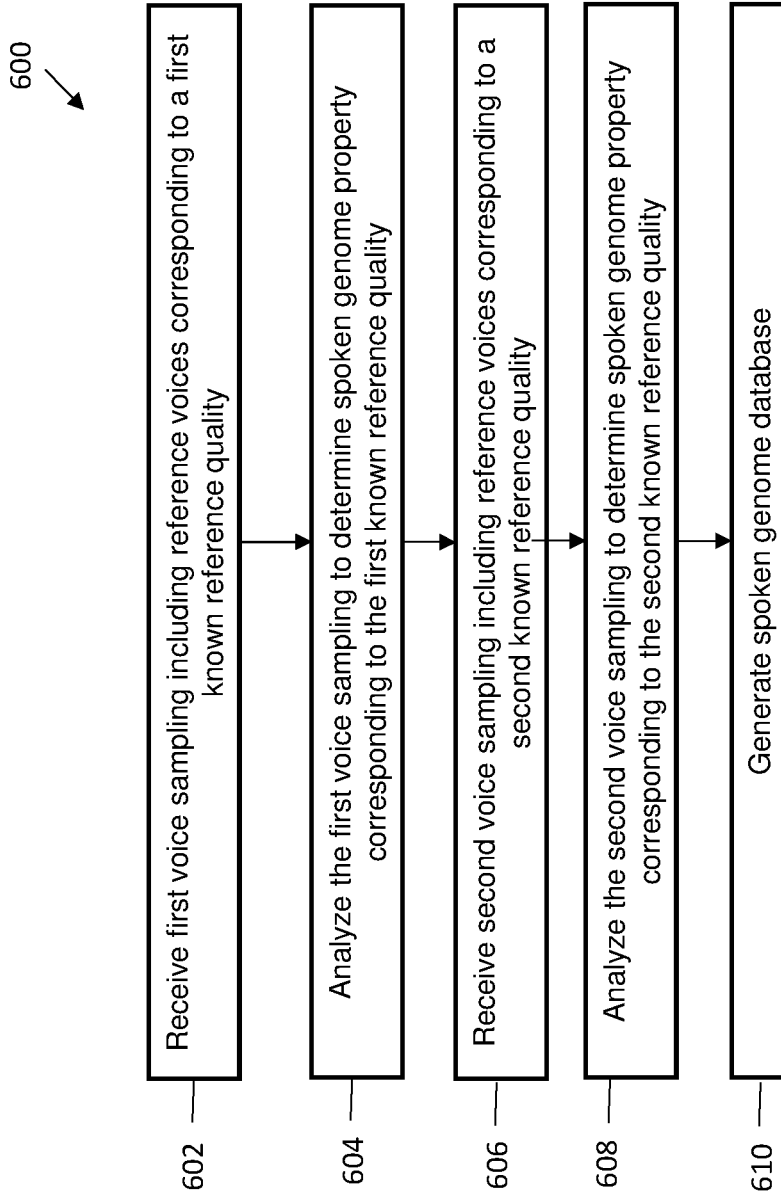 600
602
Receive first voice sampling including reference voices corresponding to a first
known reference quality
604
Analyze the first voice sampling to determine spoken genome property
corresponding to the first known reference quality
606
Receive second voice sampling including reference voices corresponding to a
second known reference quality
608
Analyze the second voice sampling to determine spoken genome property
corresponding to the second known reference quality
610
Generate spoken genome database